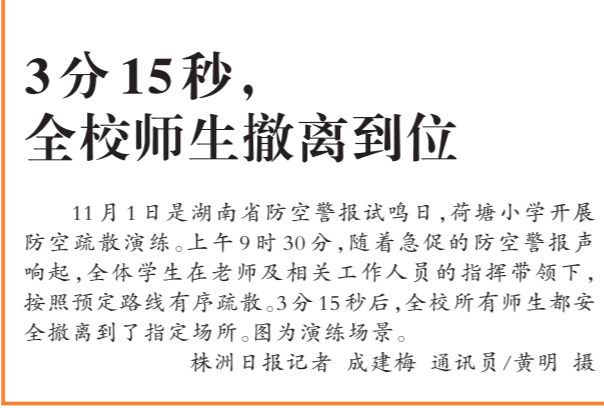 3分15秒，
全校师生撤离到位
11月1日是湖南省防空警报试鸣日，荷塘小学开展
防空疏散演练。上午9时30分，随着急促的防空警报声
响起，全体学生在老师及相关工作人员的指挥带领下，
按照预定路线有序疏散。3分15秒后，全校所有师生都安
全撤离到了指定场所。图为演练场景。
株洲日报记者 成建梅 通讯员/黄明 摄